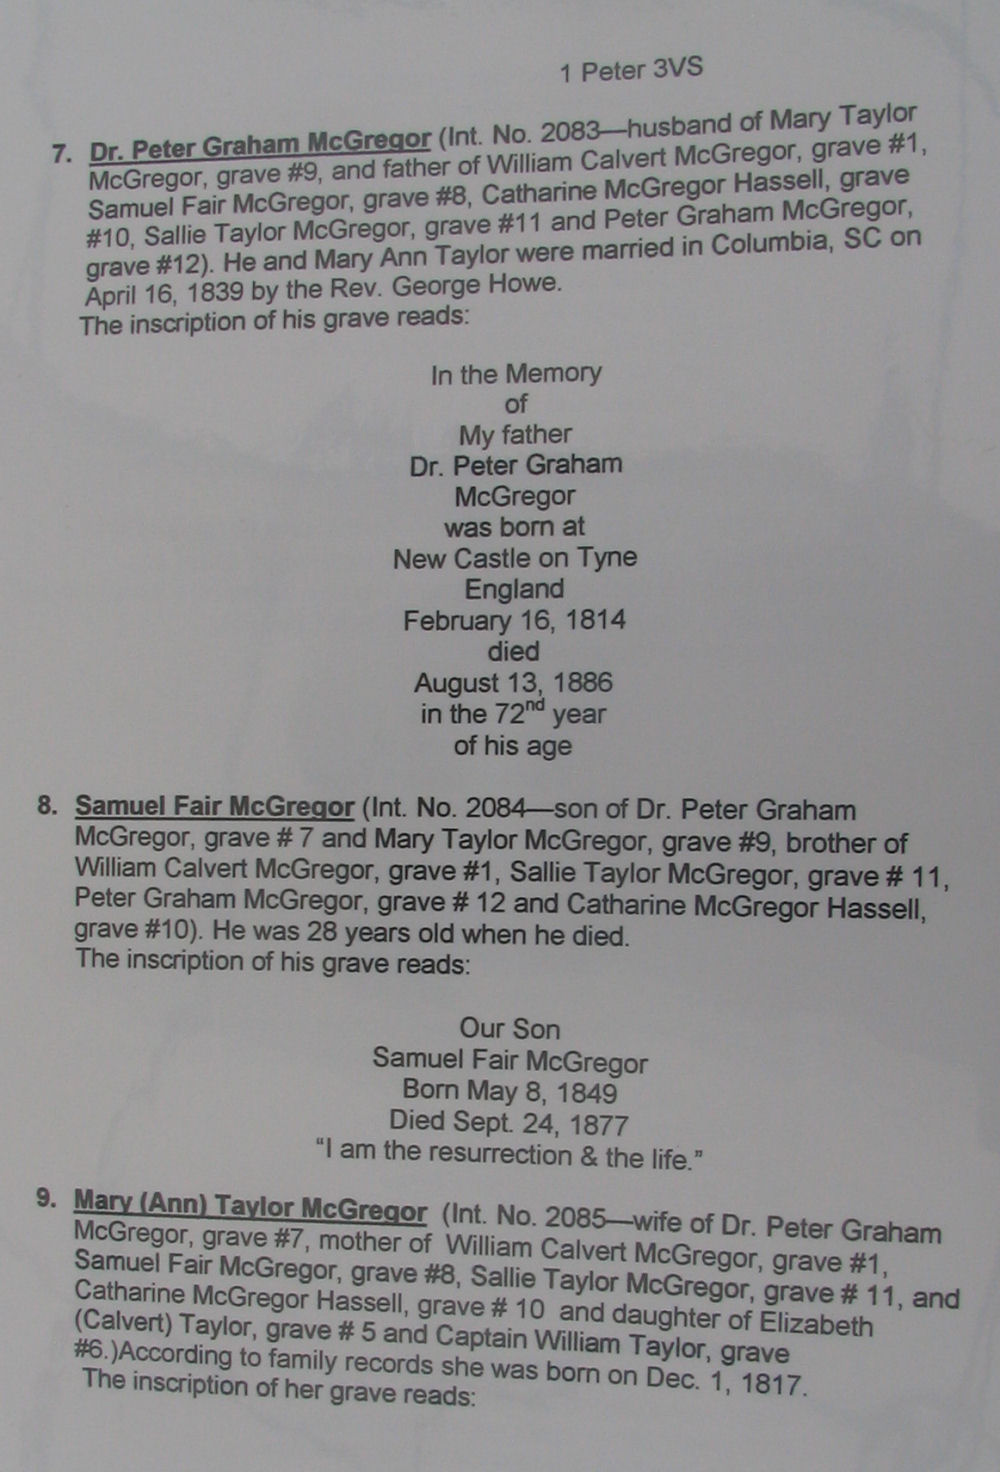 1 Peter 3VS
7. Dr. Peter Graham McGregor (Int. No. 2083—husband of Mary Taylor
McGregor, grave #9, and father of William Calvert McGregor, grave #1,
Samuel Fair McGregor, grave #8, Catharine McGregor Hassell, grave
#10, Sallie Taylor McGregor, grave #11 and Peter Graham McGregor,
grave #12). He and Mary Ann Taylor were married in Columbia, SC on
April 16, 1839 by the Rev. George Howe.
The inscription of his grave reads:
In the Memory
of
My father
Dr. Peter Graham
McGregor
was born at
New Castle on Tyne
England
February 16, 1814
died
August 13, 1886
in the 72nd year
of his age
8. Samuel Fair McGregor (Int. No. 2084—son of Dr. Peter Graham
McGregor, grave # 7 and Mary Taylor McGregor, grave #9, brother of
William Calvert McGregor, grave #1, Sallie Taylor McGregor, grave # 11,
Peter Graham McGregor, grave # 12 and Catharine McGregor Hassell,
grave #10). He was 28 years old when he died.
The inscription of his grave reads:
Our Son
Samuel Fair McGregor
Born May 8, 1849
Died Sept. 24, 1877
“I am the resurrection & the life.”
9. Mary (Ann) Taylor McGregor (Int. No. 2085—wife of Dr. Peter Graham
McGregor, grave #7, mother of William Calvert McGregor, grave #1,
Samuel Fair McGregor, grave #8, Sallie Taylor McGregor, grave # 11, and
Catharine McGregor Hassell, grave # 10 and daughter of Elizabeth
(Calvert) Taylor, grave # 5 and Captain William Taylor, grave
#6.)According to family records she was born on Dec. 1, 1817.
The inscription of her grave reads: